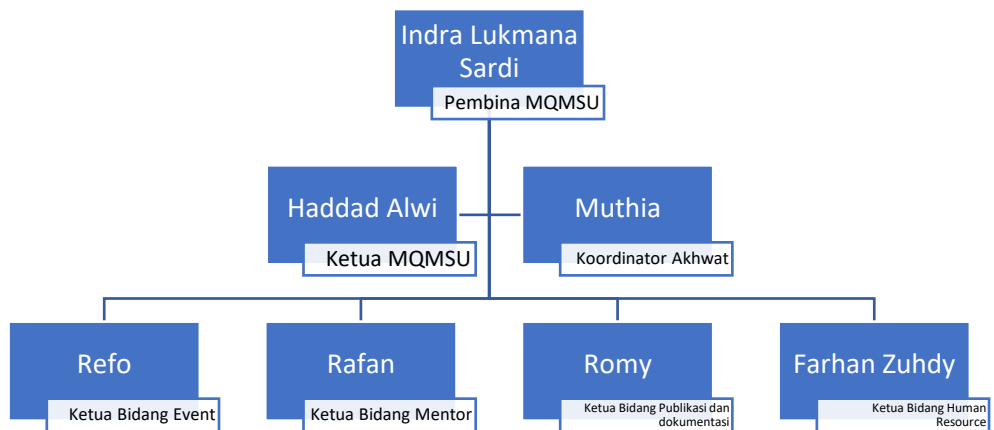 Indra Lukmana
Sardi
Pembina MQMSU
Haddad Alwi
Ketua MQMSU
Muthia
Koordinator Akhwat
Refo
Ketua Bidang Event
Rafan
Ketua Bidang Mentor
Romy
Ketua Bidang Publikasi dan
dokumentasi
Farhan Zuhdy
Ketua Bidang Human
Resource